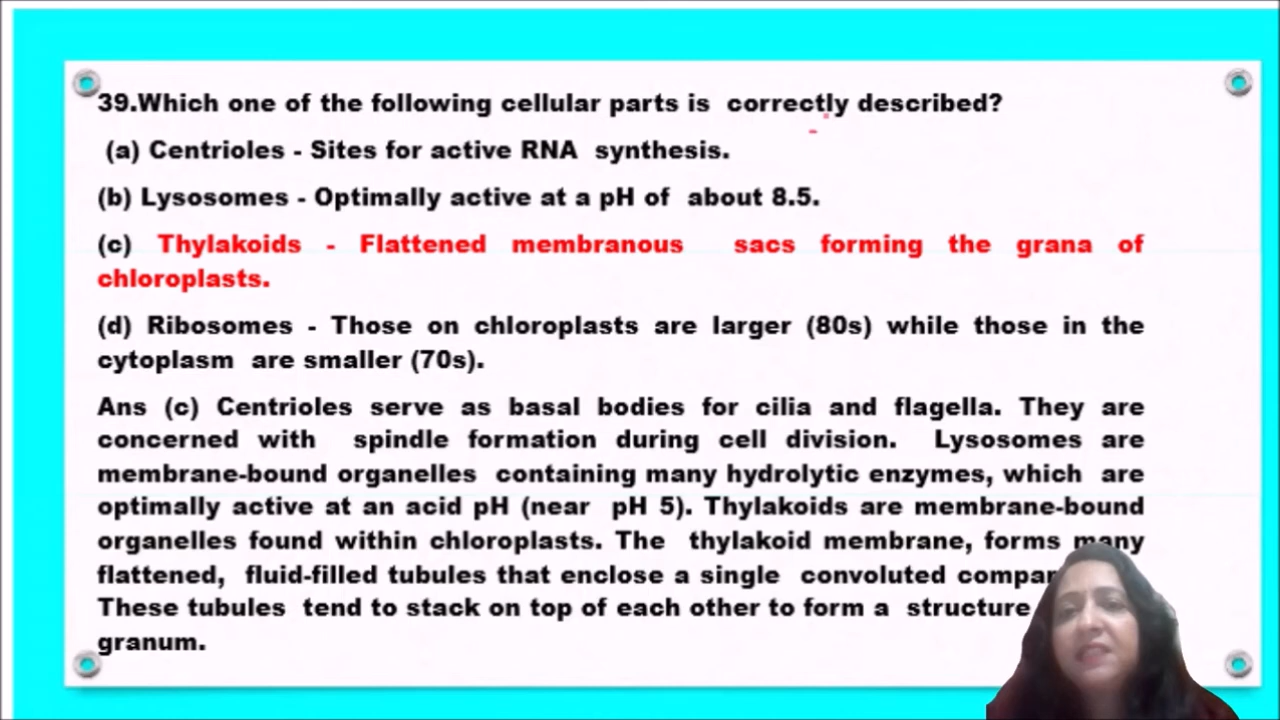 39.Which one of the following cellular parts is correctly described?
(a) Centrioles - Sites for active RNA synthesis.
(b) Lysosomes - Optimally active at a pH of about 8.5.
(c) Thylakoids - Flattened membranous sacs forming the grana of
chloroplasts.
(d) Ribosomes - Those on chloroplasts are larger (80s) while those in the
cytoplasm are smaller (70s).
Ans (c) Centrioles serve as basal bodies for cilia and flagella. They are
concerned with spindle formation during cell division. Lysosomes are
membrane-bound organelles containing many hydrolytic enzymes, which are
optimally active at an acid pH (near pH 5). Thylakoids are membrane-bound
organelles found within chloroplasts. The thylakoid membrane, forms many
flattened, fluid-filled tubules that enclose a single convoluted
These tubules tend to stack on top of each other to form a structure
granum.